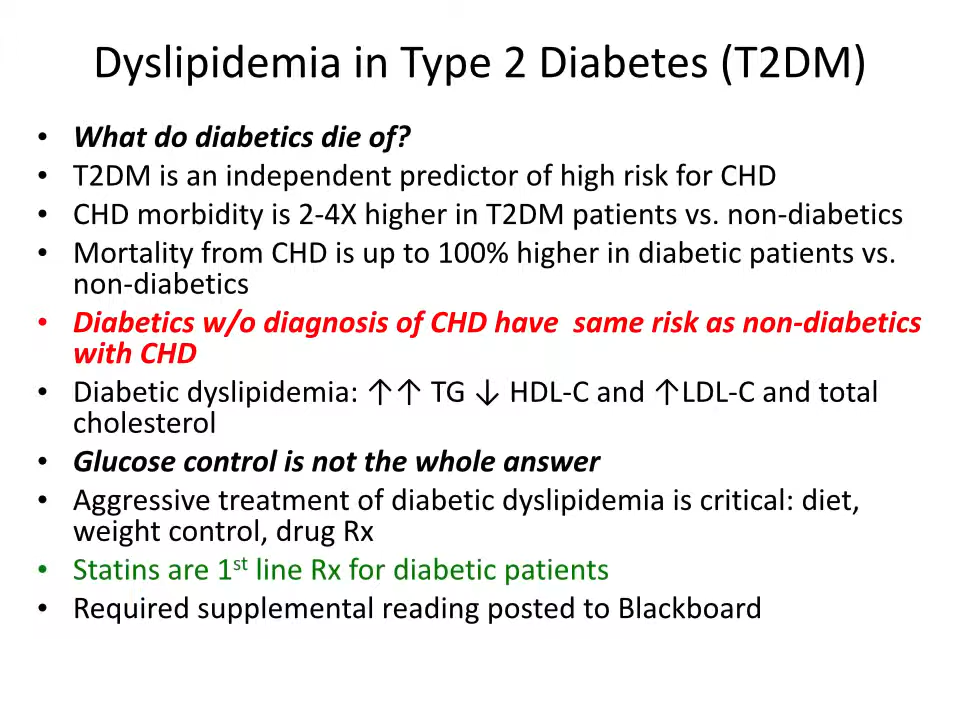 Dyslipidemia in Type 2 Diabetes (T2DM)
• What do diabetics die of?
• T2DM is an independent predictor of high risk for CHD
• CHD morbidity is 2-4X higher in T2DM patients vs. non-diabetics
• Mortality from CHD is up to 100% higher in diabetic patients vs.
non-diabetics
• Diabetics w/o diagnosis of CHD have  same risk as non-diabetics
with CHD
• Diabetic dyslipidemia: ↑↑ TG ↓ HDL-C and ↑LDL-C and total
cholesterol
• Glucose control is not the whole answer
• Aggressive treatment of diabetic dyslipidemia is critical: diet,
weight control, drug Rx
• Statins are 1st line Rx for diabetic patients
• Required supplemental reading posted to Blackboard